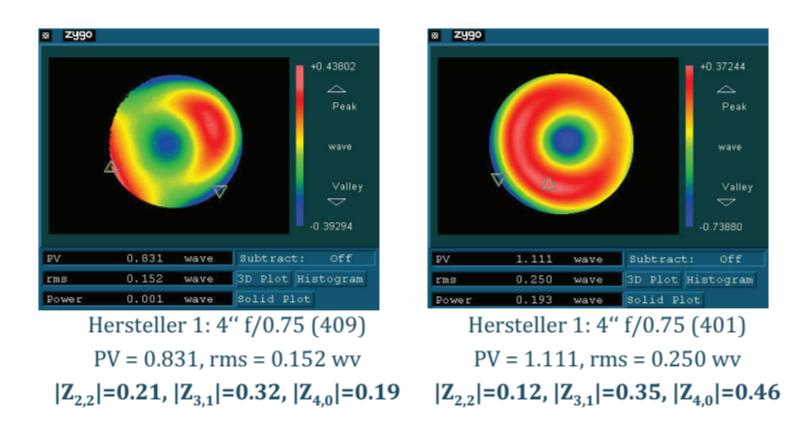 zygo
+0.43802
Peak
wave
Valley
-0.39294
PV 0.831 wave Subtract: Off
rms 0.152 wave 3D Plot Histogram
Power 0.001 wave Solid Plot
Hersteller 1: 4“ f/0.75 (409)
PV = 0.831, rms = 0.152 wv
|Z2,2|=0.21, |Z3,1|=0.32, |Z4,0|=0.19
zygo
+0.37244
Peak
wave
Valley
-0.73880
PV 1.111 wave Subtract: Off
rms 0.250 wave 3D Plot Histogram
Power 0.193 wave Solid Plot
Hersteller 1: 4“ f/0.75 (401)
PV = 1.111, rms = 0.250 wv
|Z2,2|=0.12, |Z3,1|=0.35, |Z4,0|=0.46